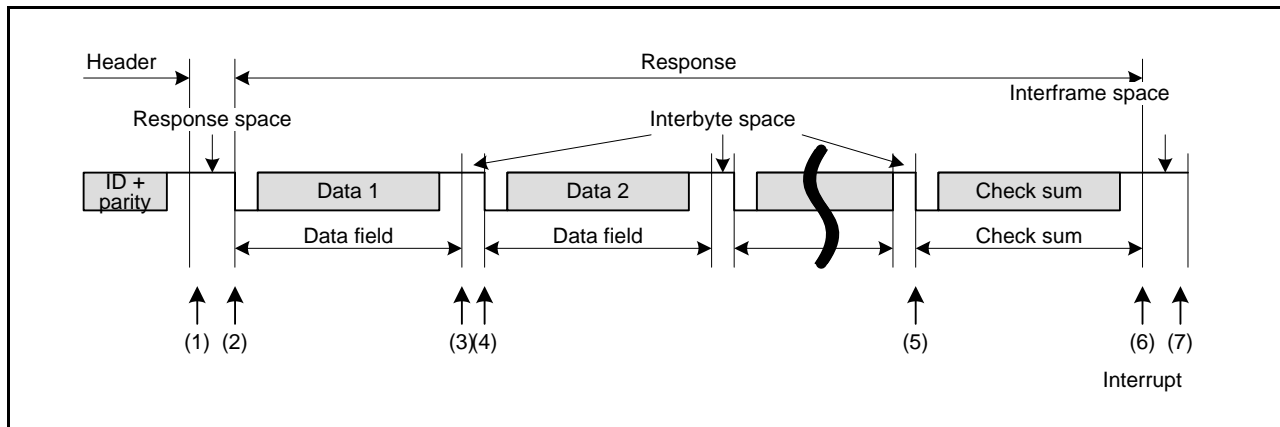 Header
Response
Interframe space
Response space
Interbyte space
ID +
parity
Data 1
Data 2
Check sum
Data field
Data field
Check sum
(1)
(2)
(3)
(4)
(5)
(6)
(7)
Interrupt